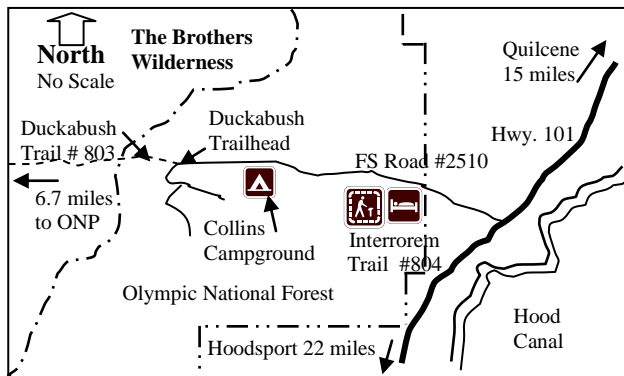 North
No Scale
The Brothers
Wilderness
Quilcene
15 miles
Hwy. 101
Duckabush
Trail # 803
Duckabush
Trailhead
FS Road #2510
6.7 miles
to ONP
Collins
Campground
Interrorem
Trail #804
Olympic National Forest
Hoodsport 22 miles
Hood
Canal